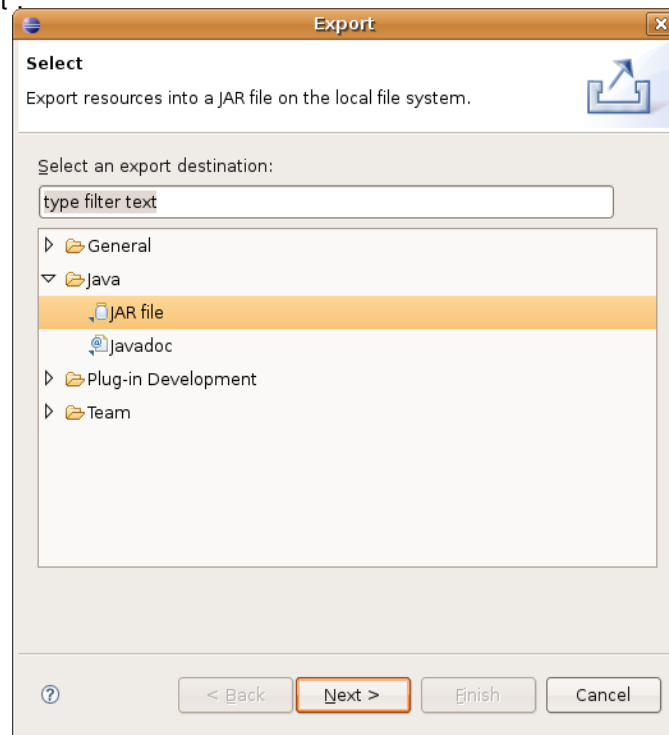 t .
Export
Select
Export resources into a JAR file on the local file system.
Select an export destination:
type filter text
General
Java
JAR file
Javadoc
Plug-in Development
Team
< Back Next > Finish Cancel